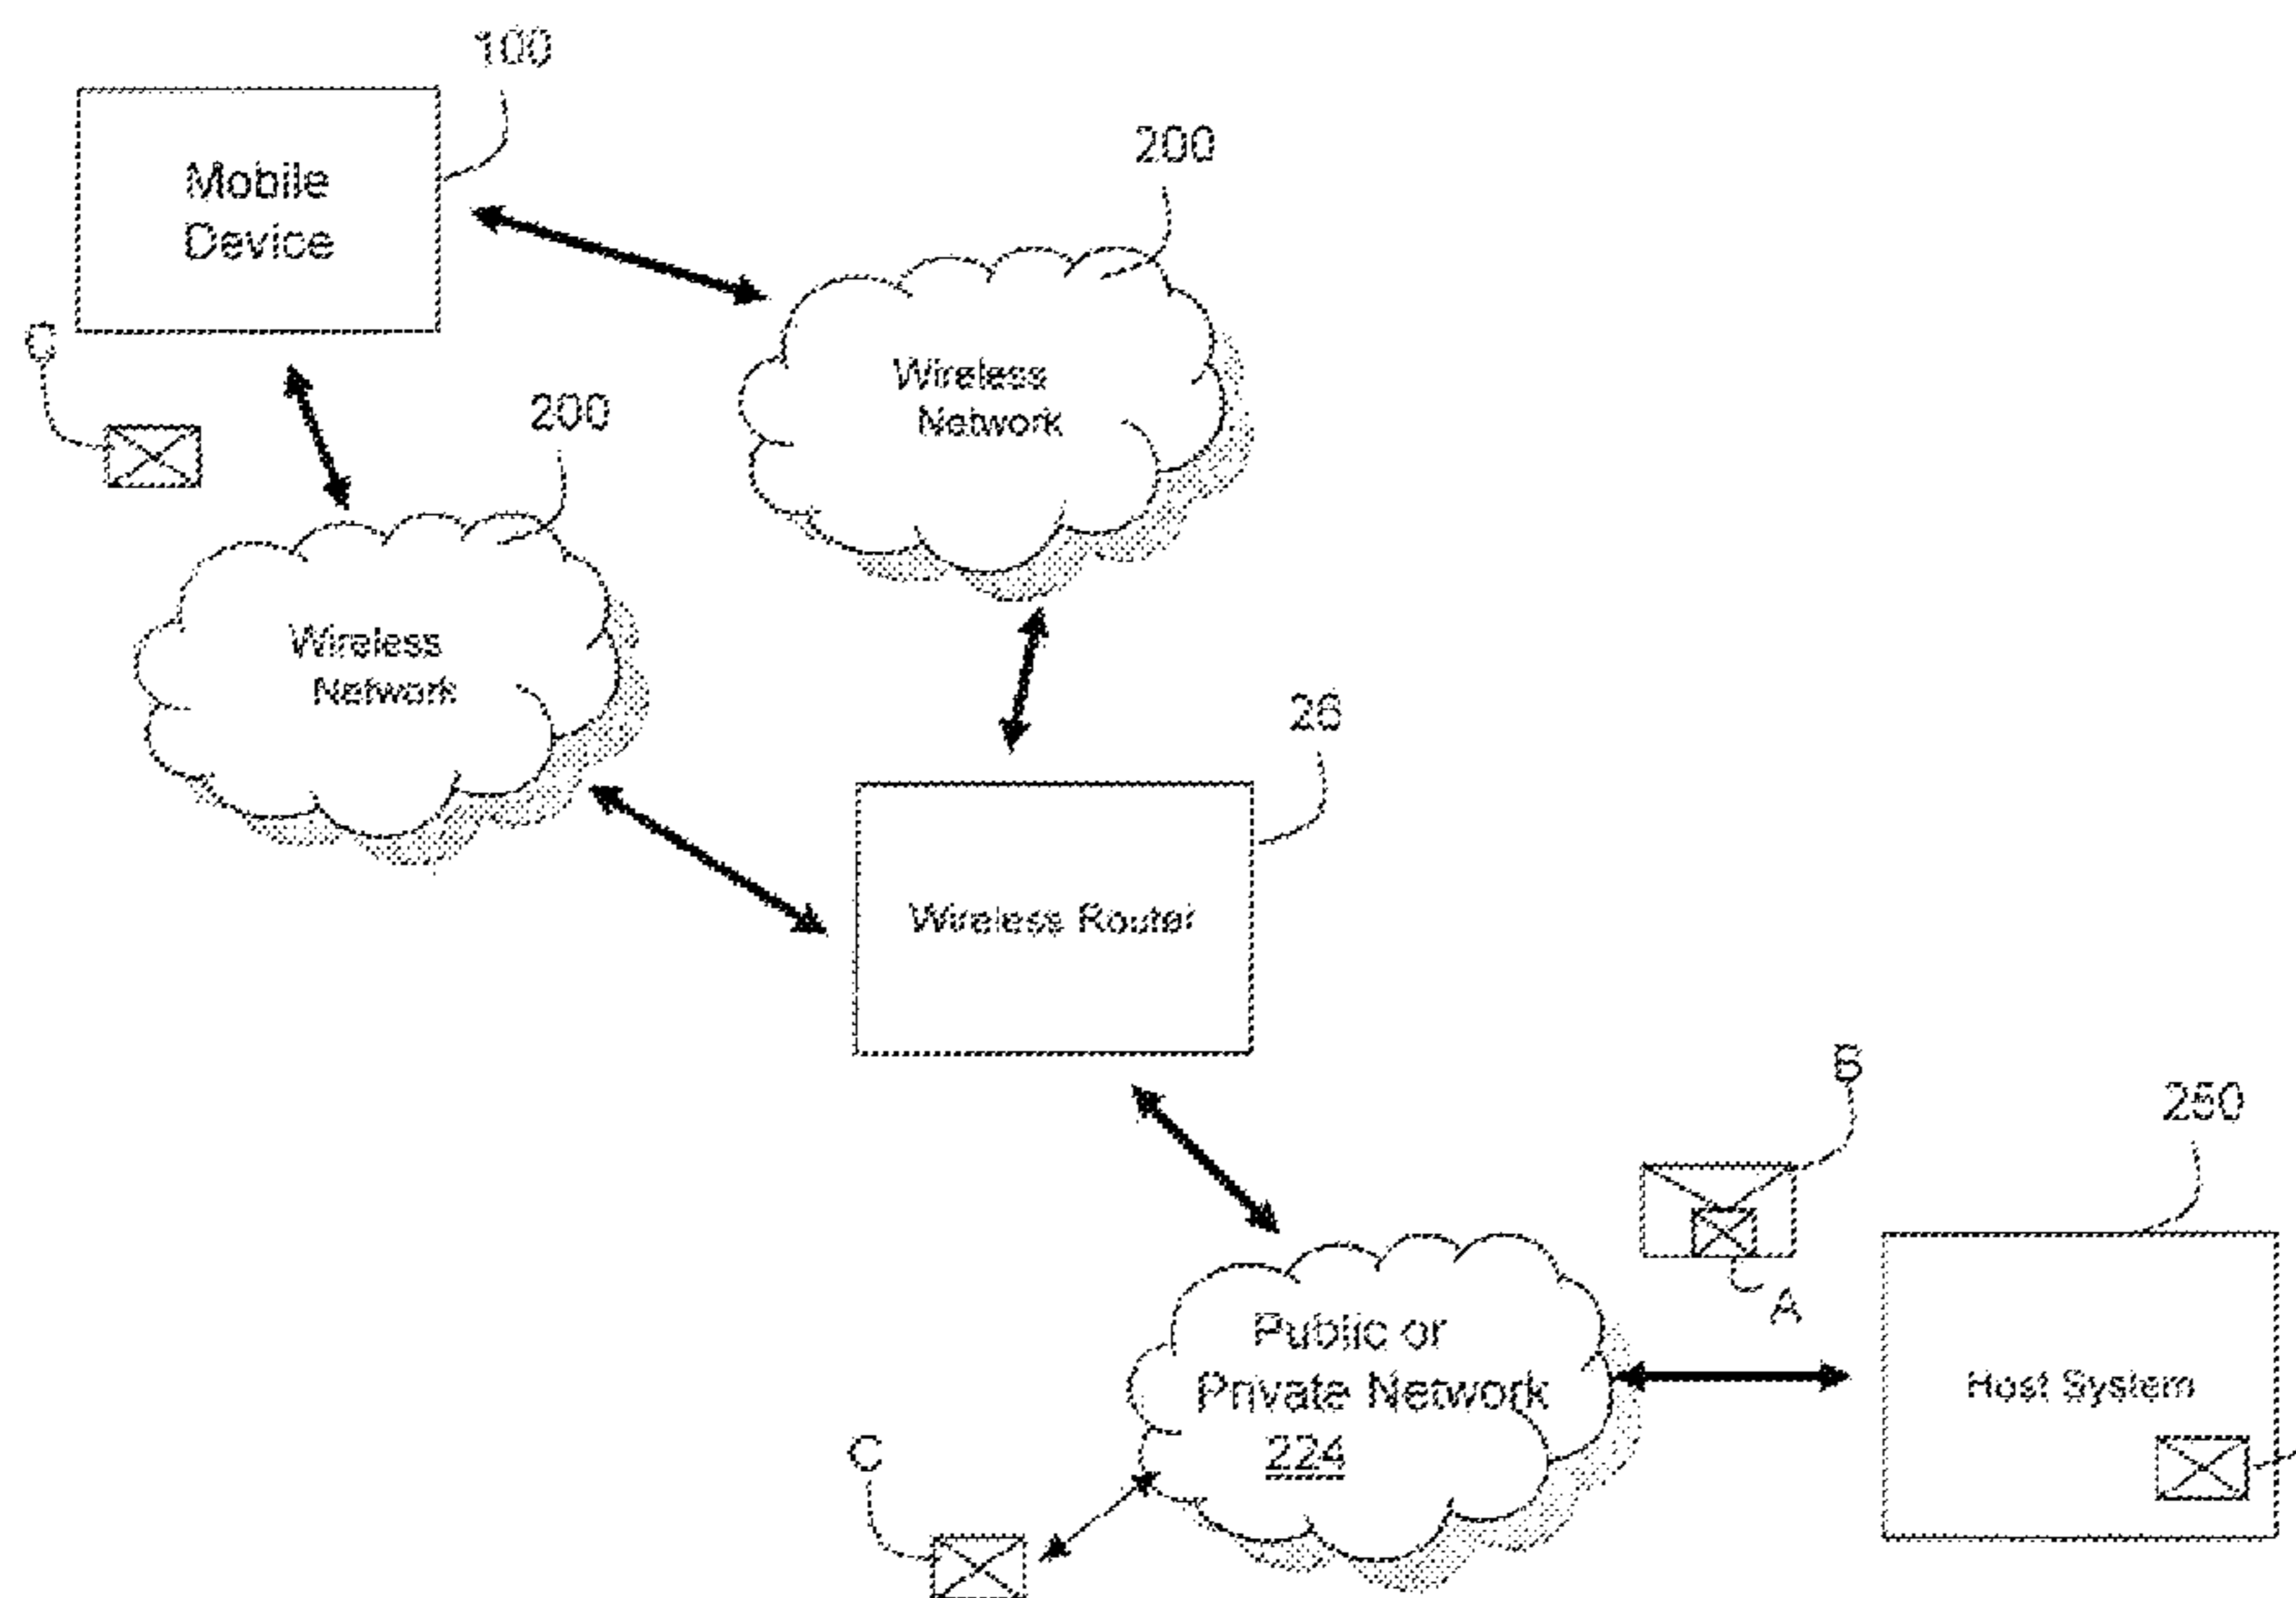 100
Mobile
Device
200
C
Wireless
Network
200
Wireless
Network
26
Wireless Router
B
250
A
Public or
Private Network
224
Host System
C